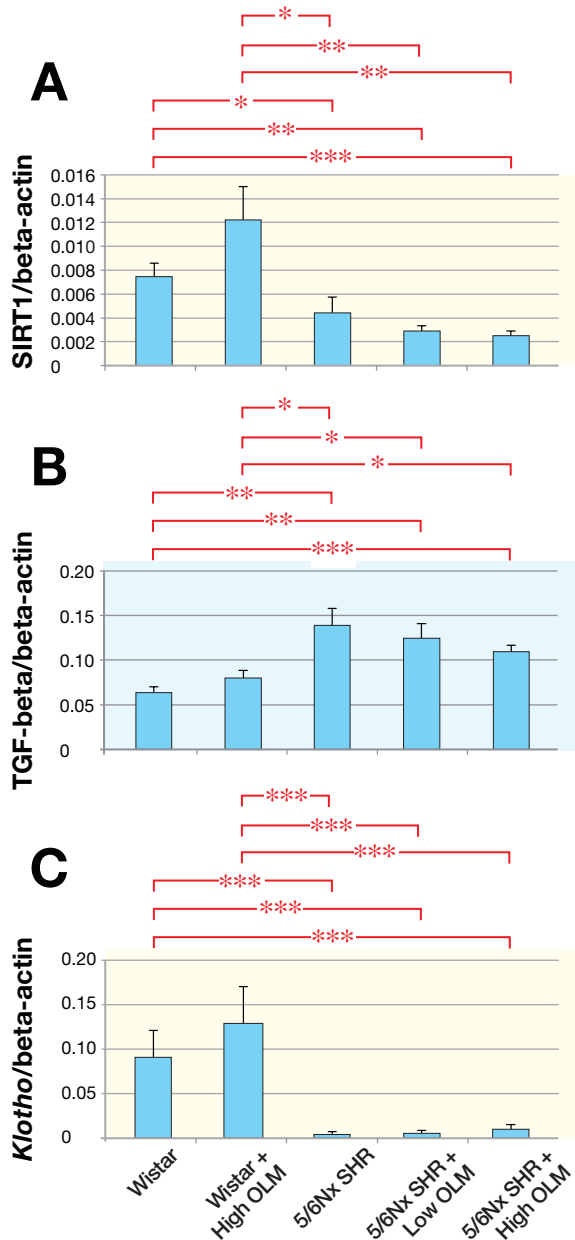 *
**
**
A
*
**
***
SIRT1/beta-actin
0.016
0.014
0.012
0.010
0.008
0.006
0.004
0.002
0
*
*
*
B
**
**
***
TGF-beta/beta-actin
0.20
0.15
0.10
0.05
0
***
***
***
C
***
***
***
Klotho/beta-actin
0.20
0.15
0.10
0.05
0
Wistar
Wistar +
High OLM
5/6Nx SHR
5/6Nx SHR +
Low OLM
5/6Nx SHR +
High OLM